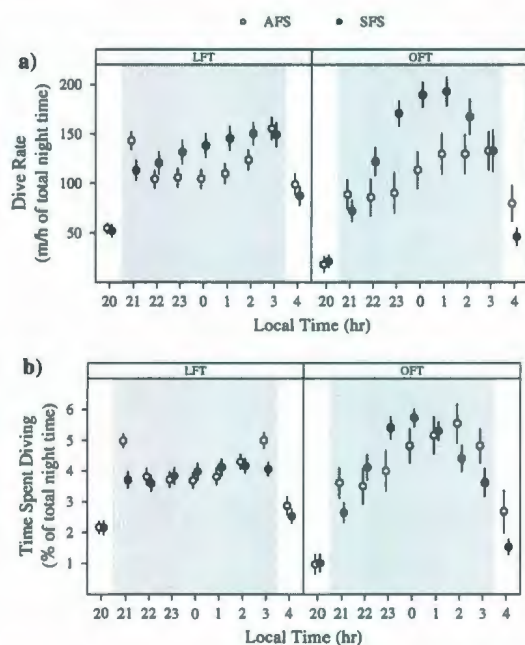 AFS SFS
a)
LFT OFT
Dive Rate
(m/h of total night time)
200
150
100
50
20 21 22 23 0 1 2 3 4 20 21 22 23 0 1 2 3 4
Local Time (hr)
b)
LFT OFT
Time Spent Diving
(% of total night time)
6
5
4
3
2
1
20 21 22 23 0 1 2 3 4 20 21 22 23 0 1 2 3 4
Local Time (hr)